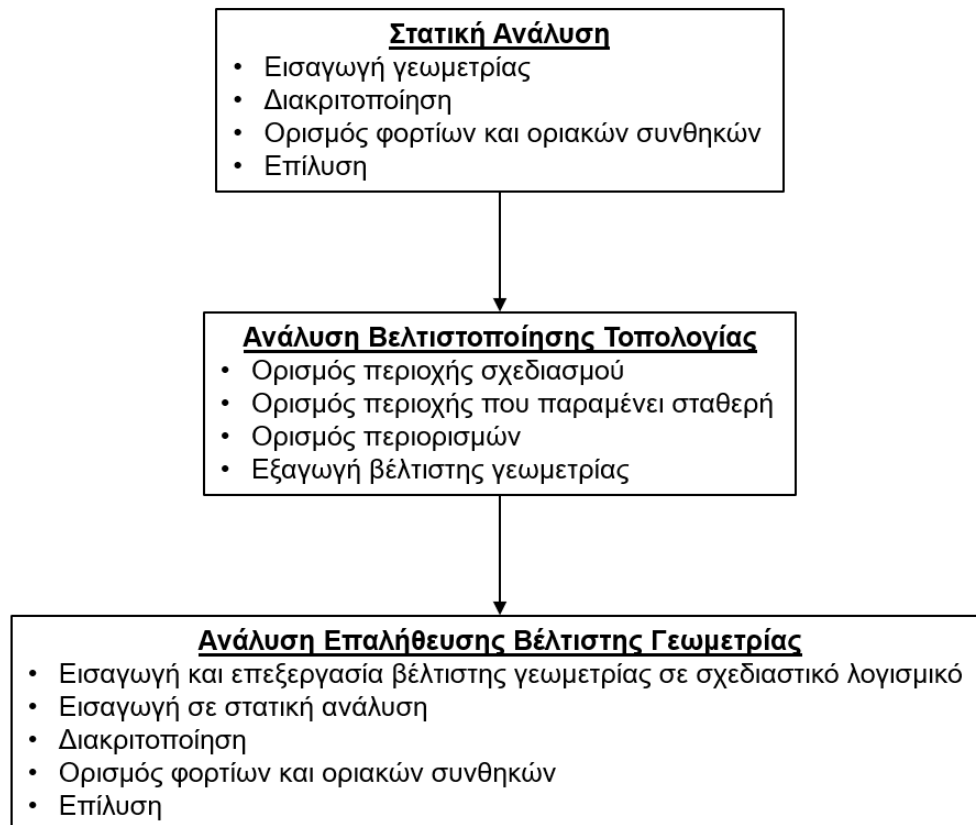 Στατική Ανάλυση
• Εισαγωγή γεωμετρίας
• Διακριτοποίηση
• Ορισμός φορτίων και οριακών συνθηκών
• Επίλυση
Ανάλυση Βελτιστοποίησης Τοπολογίας
• Ορισμός περιοχής σχεδιασμού
• Ορισμός περιοχής που παραμένει σταθερή
• Ορισμός περιορισμών
• Εξαγωγή βέλτιστης γεωμετρίας
Ανάλυση Επαλήθευσης Βέλτιστης Γεωμετρίας
• Εισαγωγή και επεξεργασία βέλτιστης γεωμετρίας σε σχεδιαστικό λογισμικό
• Εισαγωγή σε στατική ανάλυση
• Διακριτοποίηση
• Ορισμός φορτίων και οριακών συνθηκών
• Επίλυση